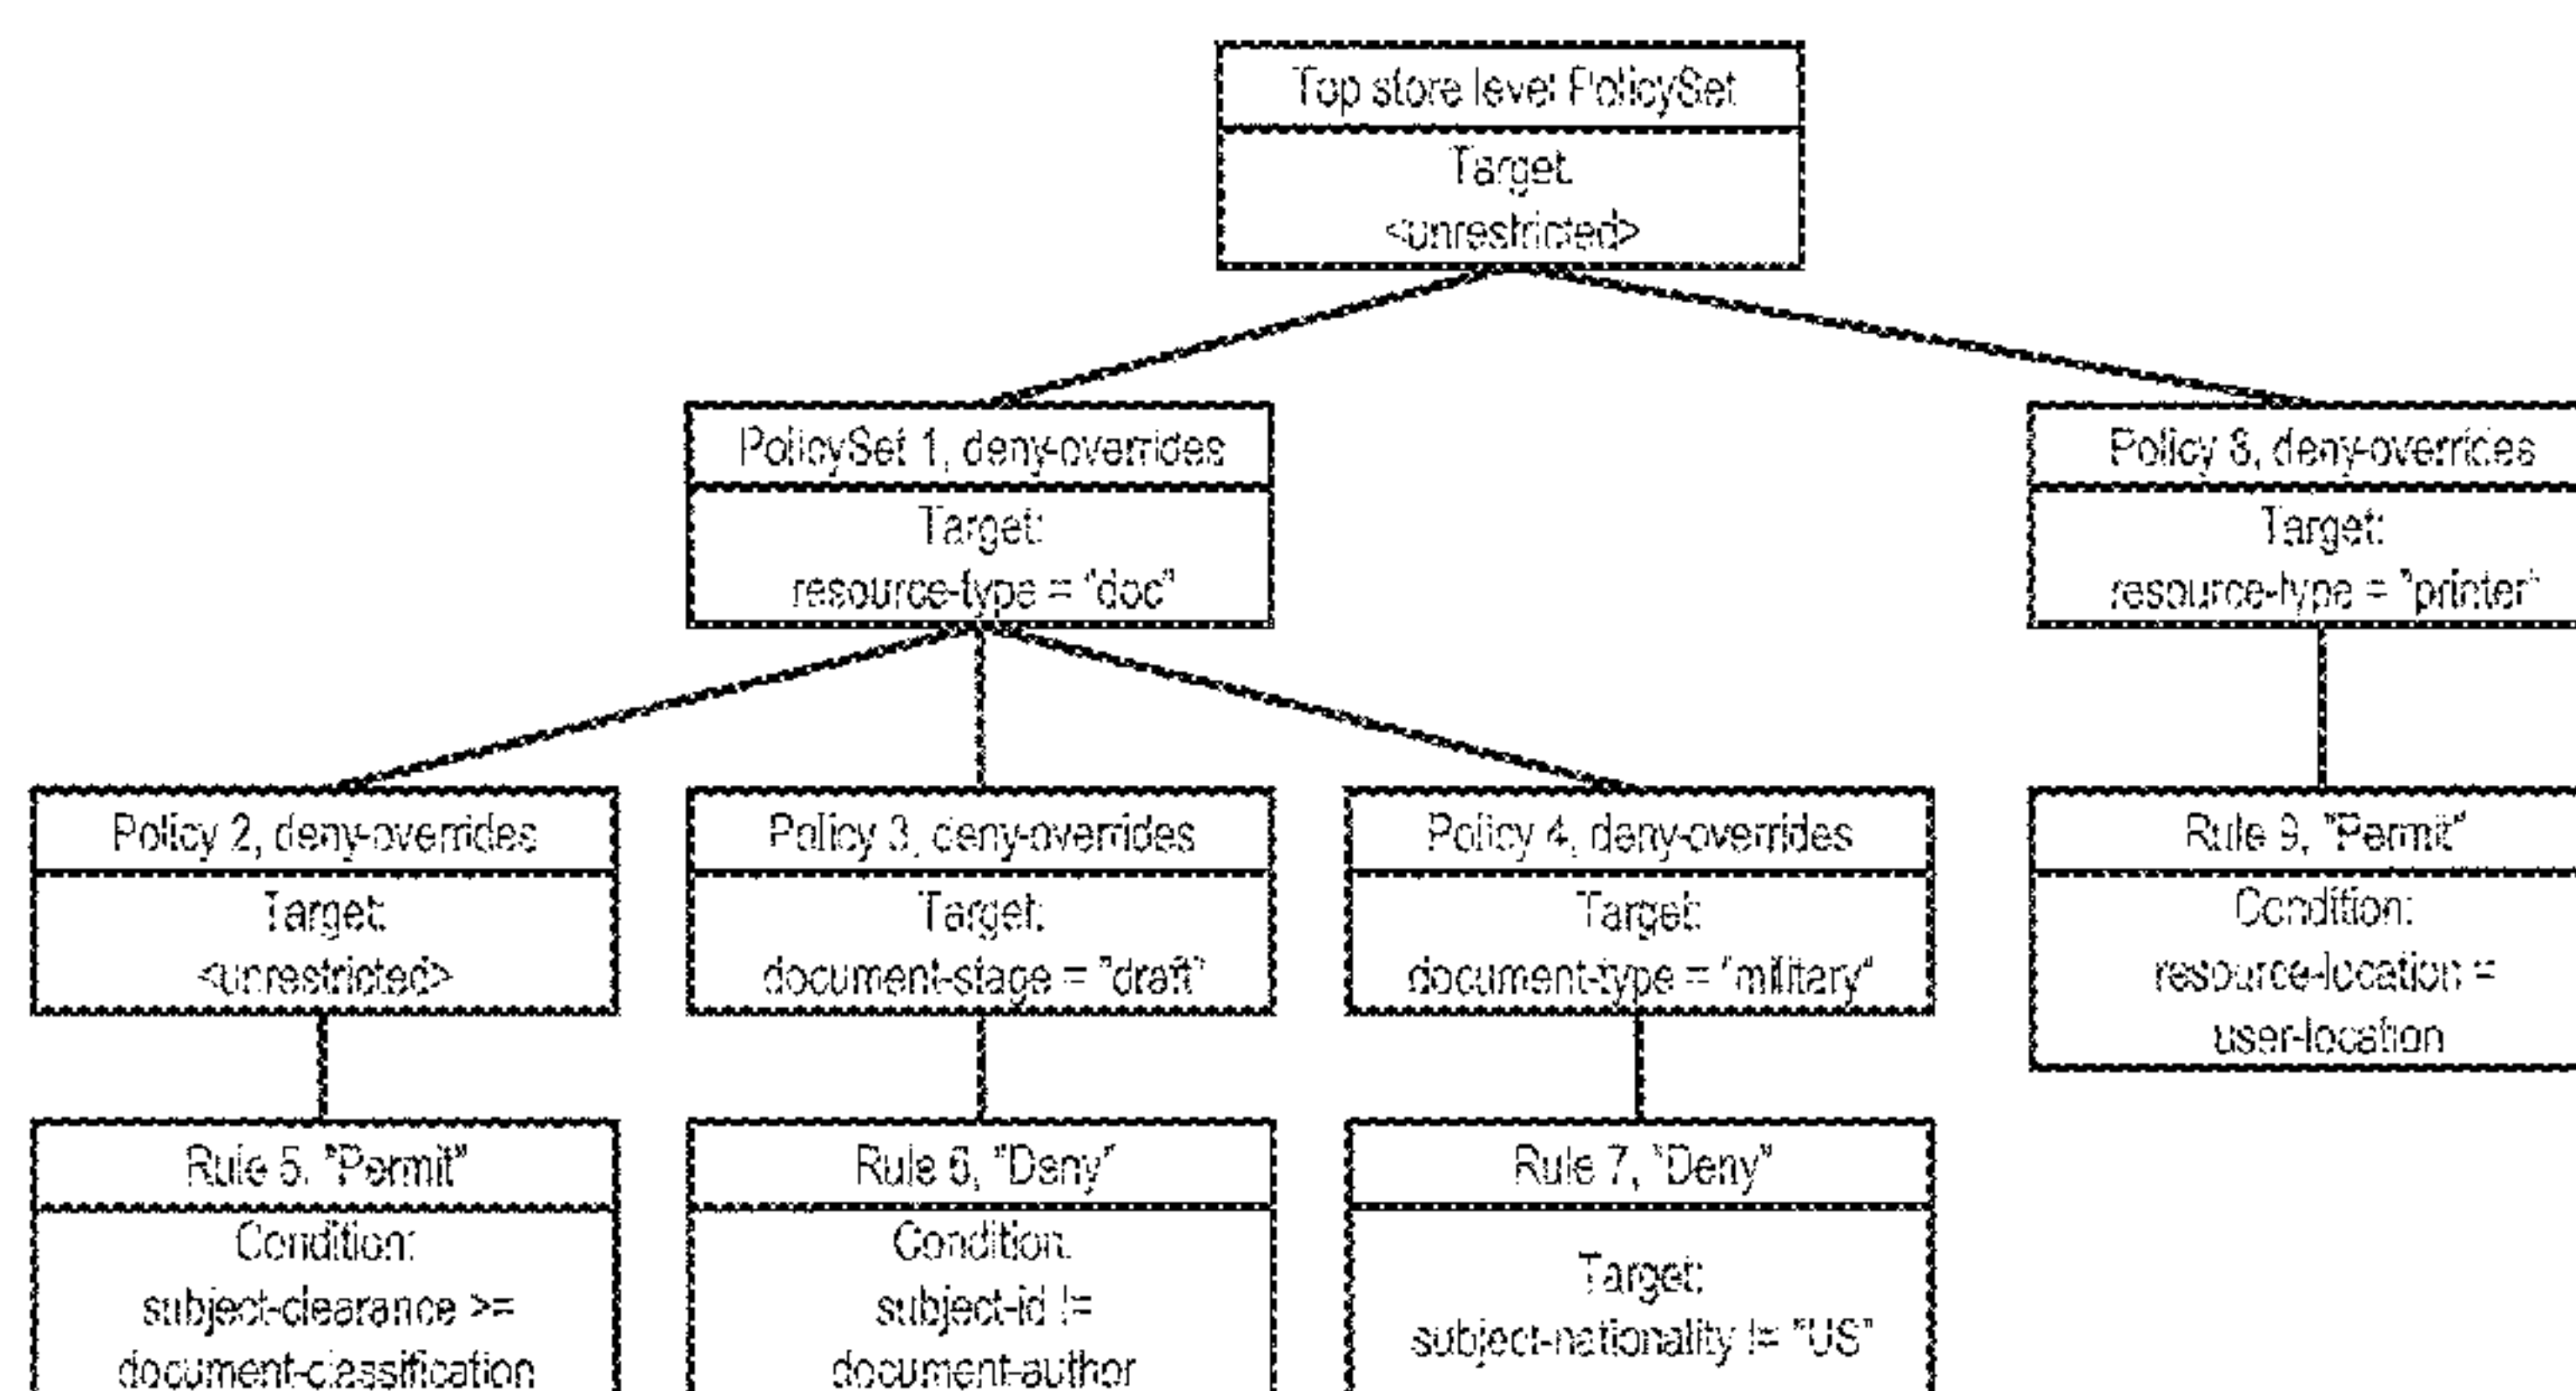 Top store level PolicySet
Target:
<unrestricted>
PolicySet 1, deny-overrides
Target:
resource-type = "doc"
Policy 8, deny-overrides
Target:
resource-type = "printer"
Policy 2, deny-overrides
Target:
<unrestricted>
Policy 3, deny-overrides
Target:
document-stage = "draft"
Policy 4, deny-overrides
Target:
document-type = "military"
Rule 9, "Permit"
Condition:
resource-location =
user-location
Rule 5, "Permit"
Condition:
subject-clearance >=
document-classification
Rule 6, "Deny"
Condition:
subject-id !=
document-author
Rule 7, "Deny"
Target:
subject-nationality != "US"